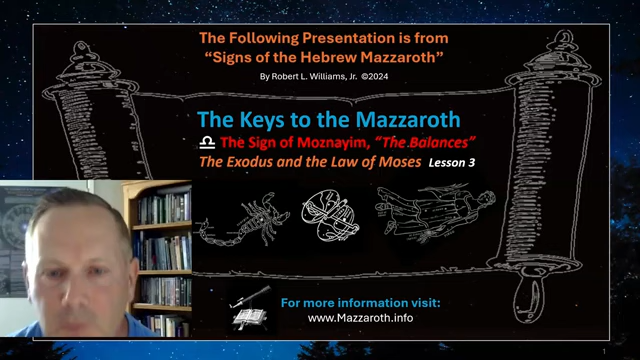 The Following Presentation is from
“Signs of the Hebrew Mazzaroth”
By Robert L. Williams, Jr. ©2024
The Keys to the Mazzaroth
♎ The Sign of Moznayim, “The Balances”
The Exodus and the Law of Moses Lesson 3
For more information visit:
www.Mazzaroth.info
1